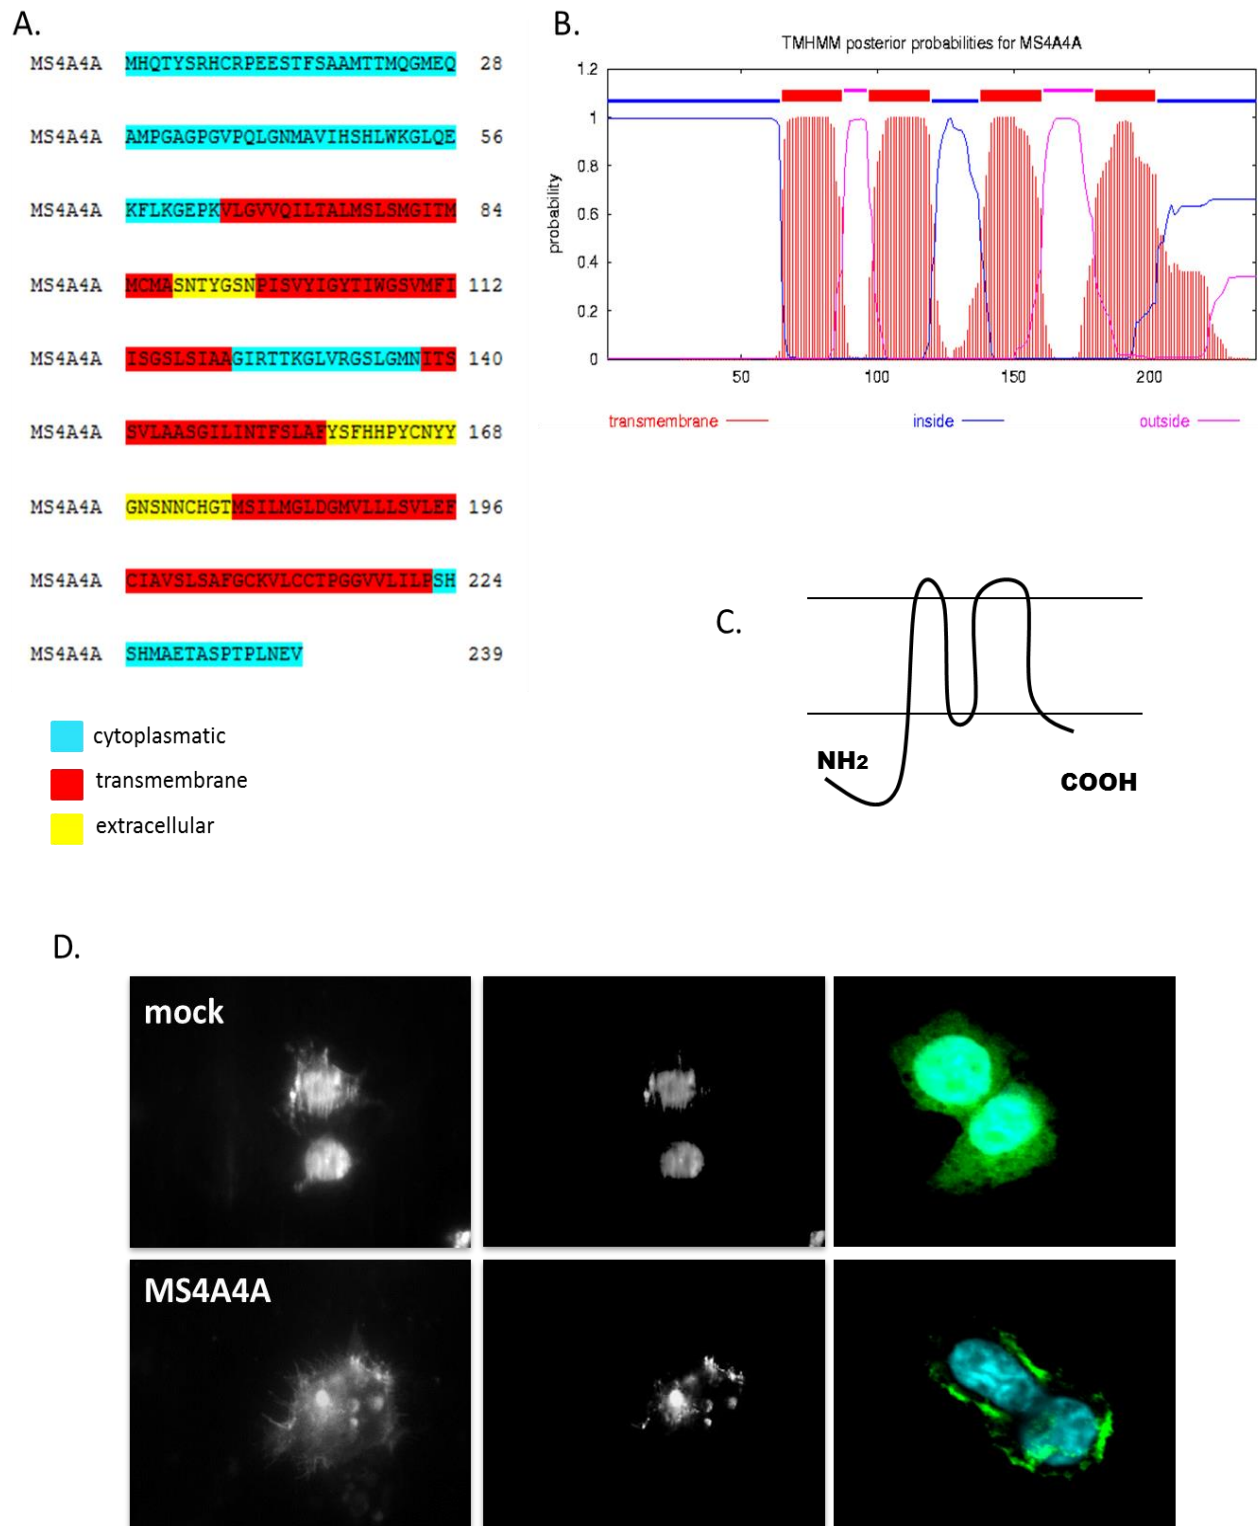 A.
MS4A4A MHQTYSRHCRPEESTFSAAMTTMQGMEQ 28
MS4A4A AMPGAGPGVPQLGNMAVIHSHLWKGLQE 56
MS4A4A KFLKGEPKVLGVVQILTALMSLSMGITM 84
MS4A4A MCMASNTYGSNPISVYIGYTIWGSVMFI 112
MS4A4A ISGSLSIAAGIRTTKGLVRGSLGMNITS 140
MS4A4A SVLAASGILINTFSLAFYSFHHPYCNYY 168
MS4A4A GNSNNCHGTMSILMGLDGMVLLLSVLEF 196
MS4A4A CIAVSLSAFGCKVLCCTPGGVVLILPSH 224
MS4A4A SHMAETASPTPLNEV 239
cytoplasmatic
transmembrane
extracellular
B.
TMHMM posterior probabilities for MS4A4A
1.2
1
0.8
0.6
0.4
0.2
0
probability
50 100 150 200
transmembrane inside outside
C.
NH2
COOH
D.
mock
MS4A4A